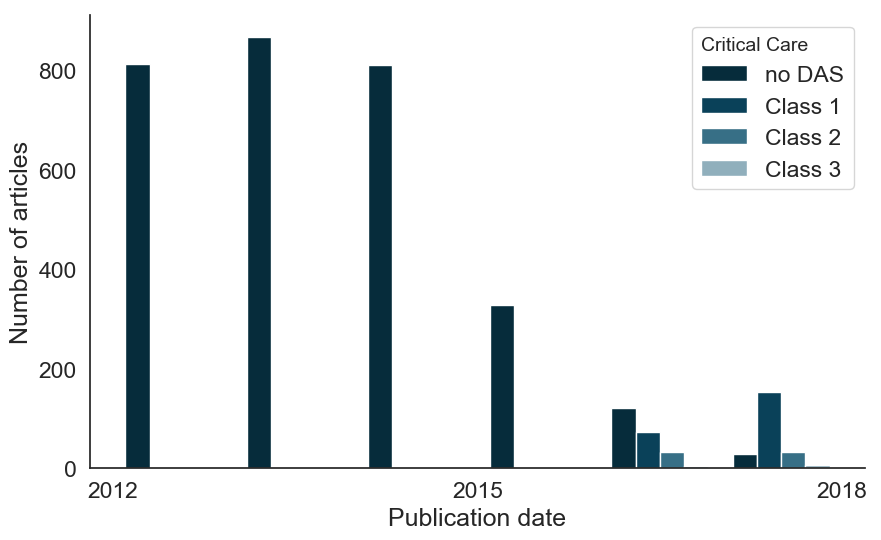 Critical Care
no DAS
Class 1
Class 2
Class 3
Number of articles
800
600
400
200
0
2012
2015
2018
Publication date